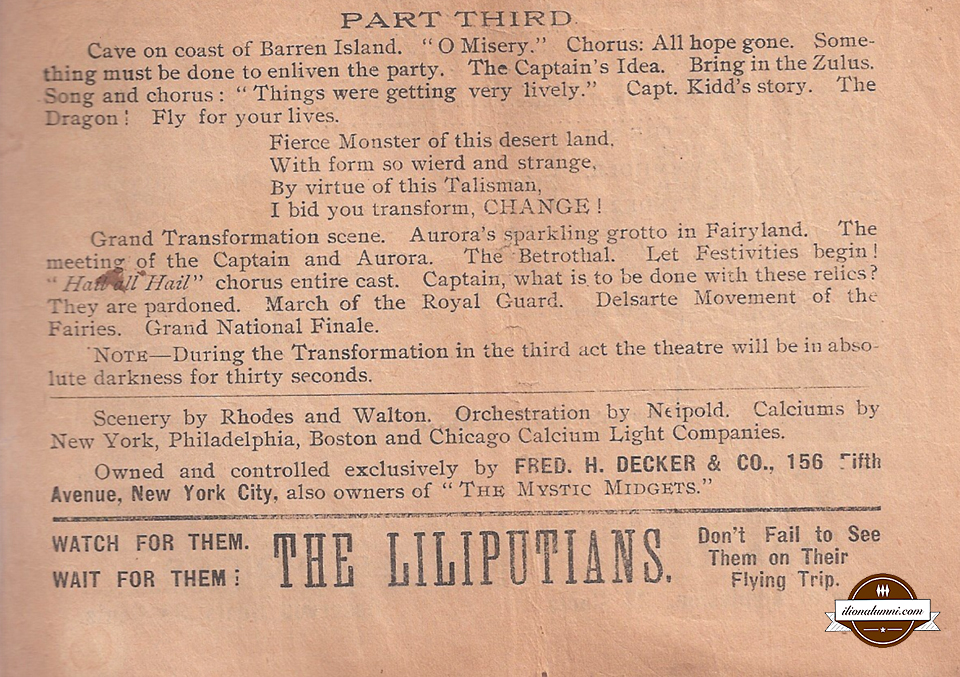 PART THIRD.
Cave on coast of Barren Island. "O Misery." Chorus: All hope gone. Some-
thing must be done to enliven the party. The Captain's Idea. Bring in the Zulus.
Song and chorus: "Things were getting very lively." Capt. Kidd's story. The
Dragon! Fly for your lives.
Fierce Monster of this desert land,
With form so wierd and strange,
By virtue of this Talisman,
I bid you transform, CHANGE!
Grand Transformation scene. Aurora's sparkling grotto in Fairyland. The
meeting of the Captain and Aurora. The Betrothal. Let Festivities begin!
"Hail all Hail" chorus entire cast. Captain, what is to be done with these relics?
They are pardoned. March of the Royal Guard. Delsarte Movement of the
Fairies. Grand National Finale.
NOTE—During the Transformation in the third act the theatre will be in abso-
lute darkness for thirty seconds.
Scenery by Rhodes and Walton. Orchestration by Neipold. Calciums by
New York, Philadelphia, Boston and Chicago Calcium Light Companies.
Owned and controlled exclusively by FRED. H. DECKER & CO., 156 Fifth
Avenue, New York City, also owners of "THE MYSTIC MIDGETS."
WATCH FOR THEM.
WAIT FOR THEM!
THE LILIPUTIANS.
Don't Fail to See
Them on Their
Flying Trip.
ilionalumni.com